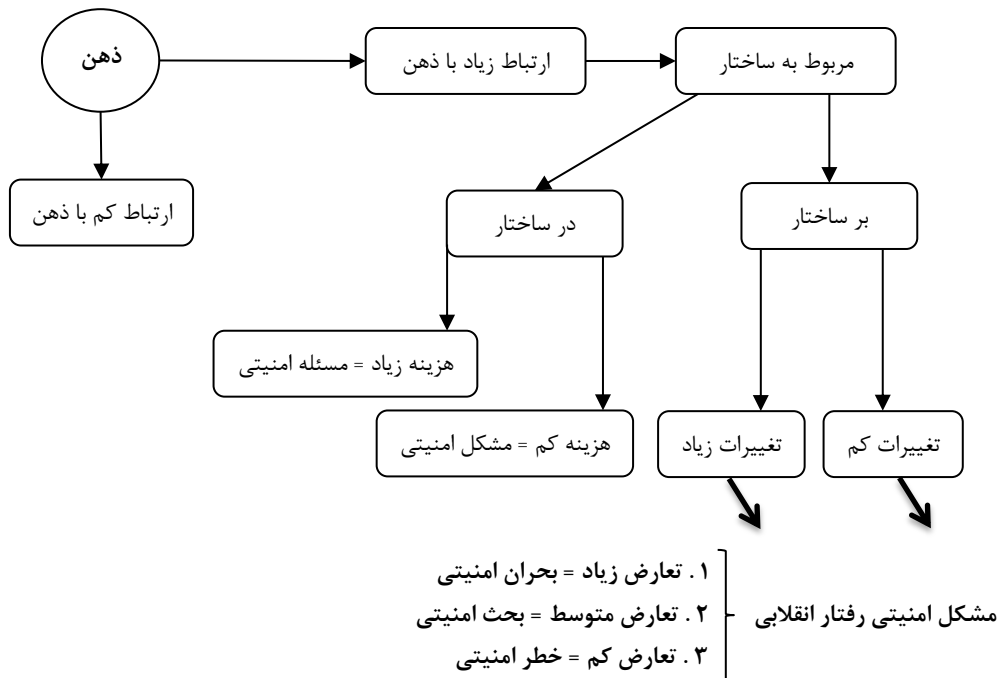 ذهن
ارتباط زیاد با ذهن
مربوط به ساختار
ارتباط کم با ذهن
در ساختار
بر ساختار
هزینه زیاد = مسئله امنیتی
هزینه کم = مشکل امنیتی
تغییرات زیاد
تغییرات کم
مشکل امنیتی رفتار انقلابی
۱. تعارض زیاد = بحران امنیتی
۲. تعارض متوسط = بحث امنیتی
۳. تعارض کم = خطر امنیتی